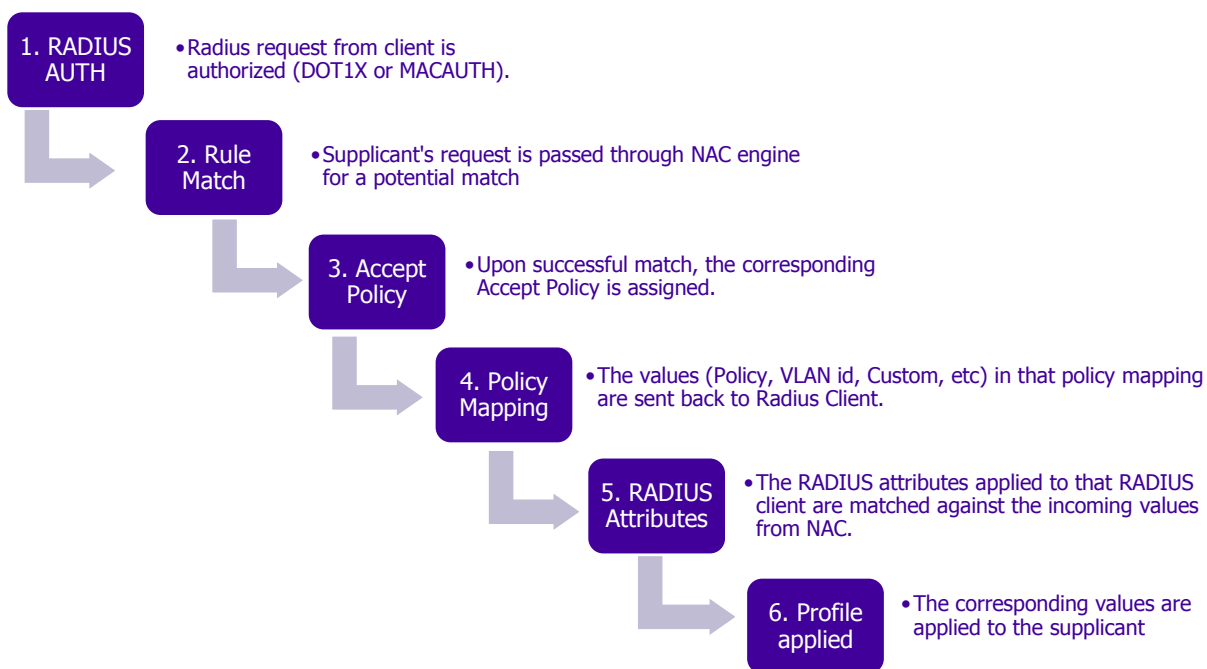 1. RADIUS
AUTH
•Radius request from client is
authorized (DOT1X or MACAUTH).
2. Rule
Match
•Supplicant's request is passed through NAC engine
for a potential match
3. Accept
Policy
•Upon successful match, the corresponding
Accept Policy is assigned.
4. Policy
Mapping
•The values (Policy, VLAN id, Custom, etc) in that policy mapping
are sent back to Radius Client.
5. RADIUS
Attributes
•The RADIUS attributes applied to that RADIUS
client are matched against the incoming values
from NAC.
6. Profile
applied
•The corresponding values are
applied to the supplicant